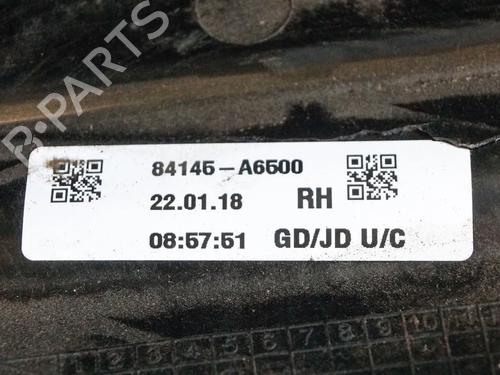 B-PARTS
84145-A6500
22.01.18 RH
08:57:51 GD/JD U/C
1 2 3 4 5 6 7 8 9 10 11